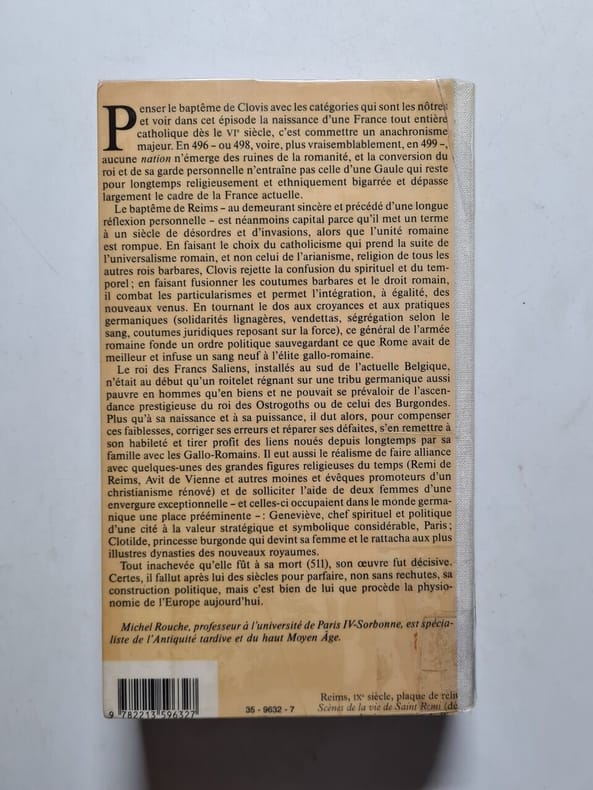 Penser le baptême de Clovis avec les catégories qui sont les nôtres
et voir dans cet épisode la naissance d'une France tout entière
catholique dès le VIe siècle, c'est commettre un anachronisme
majeur. En 496 – ou 498, voire, plus vraisemblablement, en 499 –,
aucune nation n'émerge des ruines de la romanité, et la conversion du
roi et de sa garde personnelle n'entraîne pas celle d'une Gaule qui reste
pour longtemps religieusement et ethniquement bigarrée et dépasse
largement le cadre de la France actuelle.
Le baptême de Reims – au demeurant sincère et précédé d'une longue
réflexion personnelle – est néanmoins capital parce qu'il met un terme
à un siècle de désordres et d'invasions, alors que l'unité romaine
est rompue. En faisant le choix du catholicisme qui prend la suite de
l'universalisme romain, et non celui de l'arianisme, religion de tous les
autres rois barbares, Clovis rejette la confusion du spirituel et du tem-
porel ; en faisant fusionner les coutumes barbares et le droit romain,
il combat les particularismes et permet l'intégration, à égalité, des
nouveaux venus. En tournant le dos aux croyances et aux pratiques
germaniques (solidarités lignagères, vendettas, ségrégation selon le
sang, coutumes juridiques reposant sur la force), ce général de l'armée
romaine fonde un ordre politique sauvegardant ce que Rome avait de
meilleur et infuse un sang neuf à l'élite gallo-romaine.
Le roi des Francs Saliens, installés au sud de l'actuelle Belgique,
n'était au début qu'un roitelet régnant sur une tribu germanique aussi
pauvre en hommes qu'en biens et ne pouvait se prévaloir de l'ascen-
dance prestigieuse du roi des Ostrogoths ou de celui des Burgondes.
Plus qu'à sa naissance et à sa puissance, il dut alors, pour compenser
ces faiblesses, corriger ses erreurs et réparer ses défaites, s'en remettre à
son habileté et tirer profit des liens noués depuis longtemps par sa
famille avec les Gallo-Romains. Il eut aussi le réalisme de faire alliance
avec quelques-unes des grandes figures religieuses du temps (Remi de
Reims, Avit de Vienne et autres moines et évêques promoteurs d'un
christianisme rénové) et de solliciter l'aide de deux femmes d'une
envergure exceptionnelle – et celles-ci occupaient dans le monde germa-
nique une place prééminente – : Geneviève, chef spirituel et politique
d'une cité à la valeur stratégique et symbolique considérable, Paris ;
Clotilde, princesse burgonde qui devint sa femme et le rattacha aux plus
illustres dynasties des nouveaux royaumes.
Tout inachevée qu'elle fût à sa mort (511), son œuvre fut décisive.
Certes, il fallut après lui des siècles pour parfaire, non sans rechutes, sa
construction politique, mais c'est bien de lui que procède la physio-
nomie de l'Europe aujourd'hui.
Michel Rouche, professeur à l'université de Paris IV-Sorbonne, est spécia-
liste de l'Antiquité tardive et du haut Moyen Âge.
Reims, IXe siècle, plaque de
Scènes de la vie de Saint Remi
9 782213 596327
35 - 9632 - 7